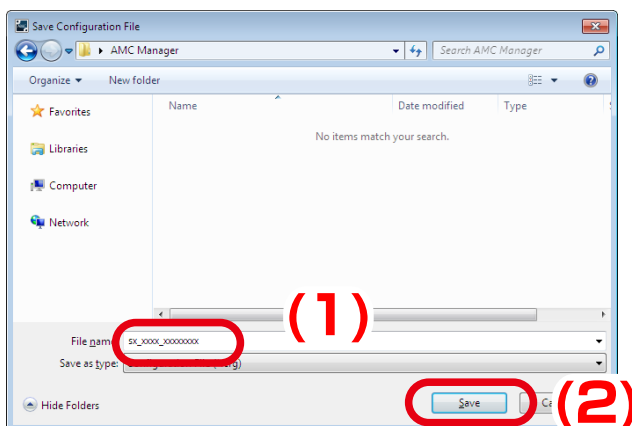 Save Configuration File
AMC Manager
Search AMC Manager
Organize New folder
Name Date modified Type
Favorites
No items match your search.
Libraries
Computer
Network
(1)
File name: sx_xxxx_xxxxxxxx
Save as type:
Hide Folders Save
(2)